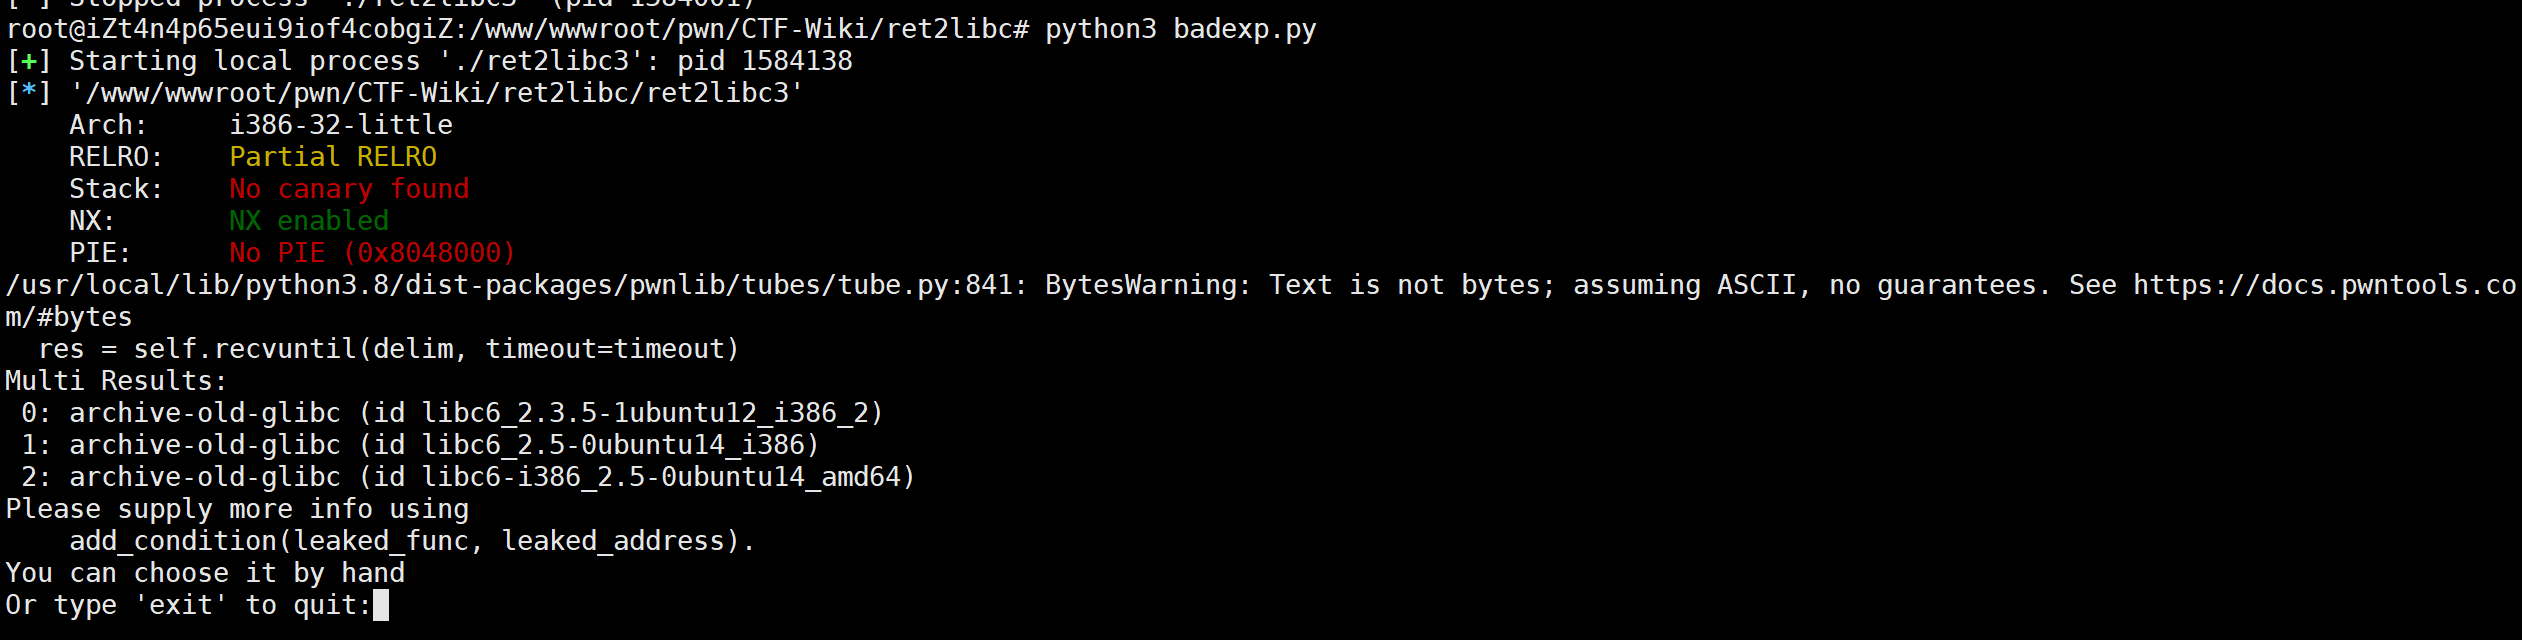 [*] Stopped process './ret2libc3' (pid 1584001)
root@iZt4n4p65eui9iof4cobgiZ:/www/wwwroot/pwn/CTF-Wiki/ret2libc# python3 badexp.py
[+] Starting local process './ret2libc3': pid 1584138
[*] '/www/wwwroot/pwn/CTF-Wiki/ret2libc/ret2libc3'
    Arch:     i386-32-little
    RELRO:    Partial RELRO
    Stack:    No canary found
    NX:       NX enabled
    PIE:      No PIE (0x8048000)
/usr/local/lib/python3.8/dist-packages/pwnlib/tubes/tube.py:841: BytesWarning: Text is not bytes; assuming ASCII, no guarantees. See https://docs.pwntools.co
m/#bytes
  res = self.recvuntil(delim, timeout=timeout)
Multi Results:
 0: archive-old-glibc (id libc6_2.3.5-1ubuntu12_i386_2)
 1: archive-old-glibc (id libc6_2.5-0ubuntu14_i386)
 2: archive-old-glibc (id libc6-i386_2.5-0ubuntu14_amd64)
Please supply more info using
    add_condition(leaked_func, leaked_address).
You can choose it by hand
Or type 'exit' to quit: